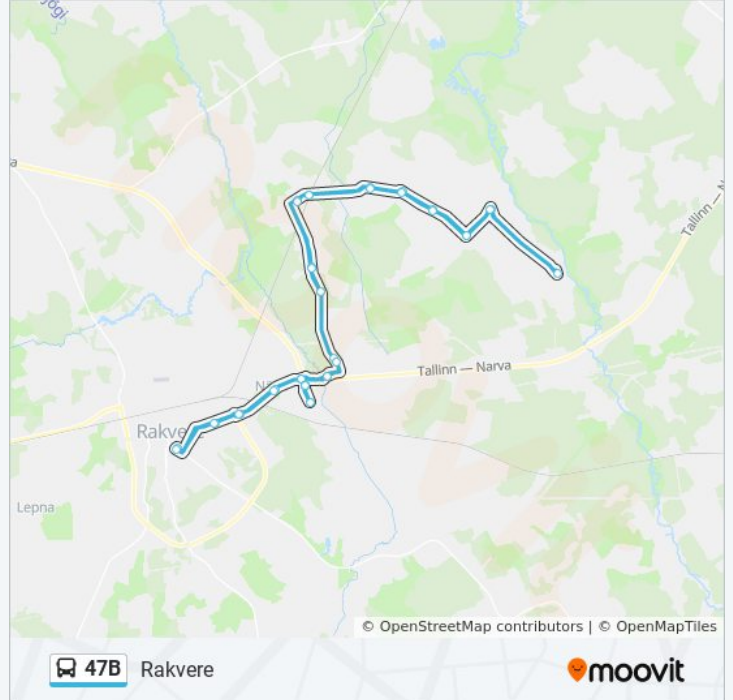 Tallinn — N
Tallinn — Narva
Rakvere
Lepna
© OpenStreetMap contributors | © OpenMapTiles
47B Rakvere moovit